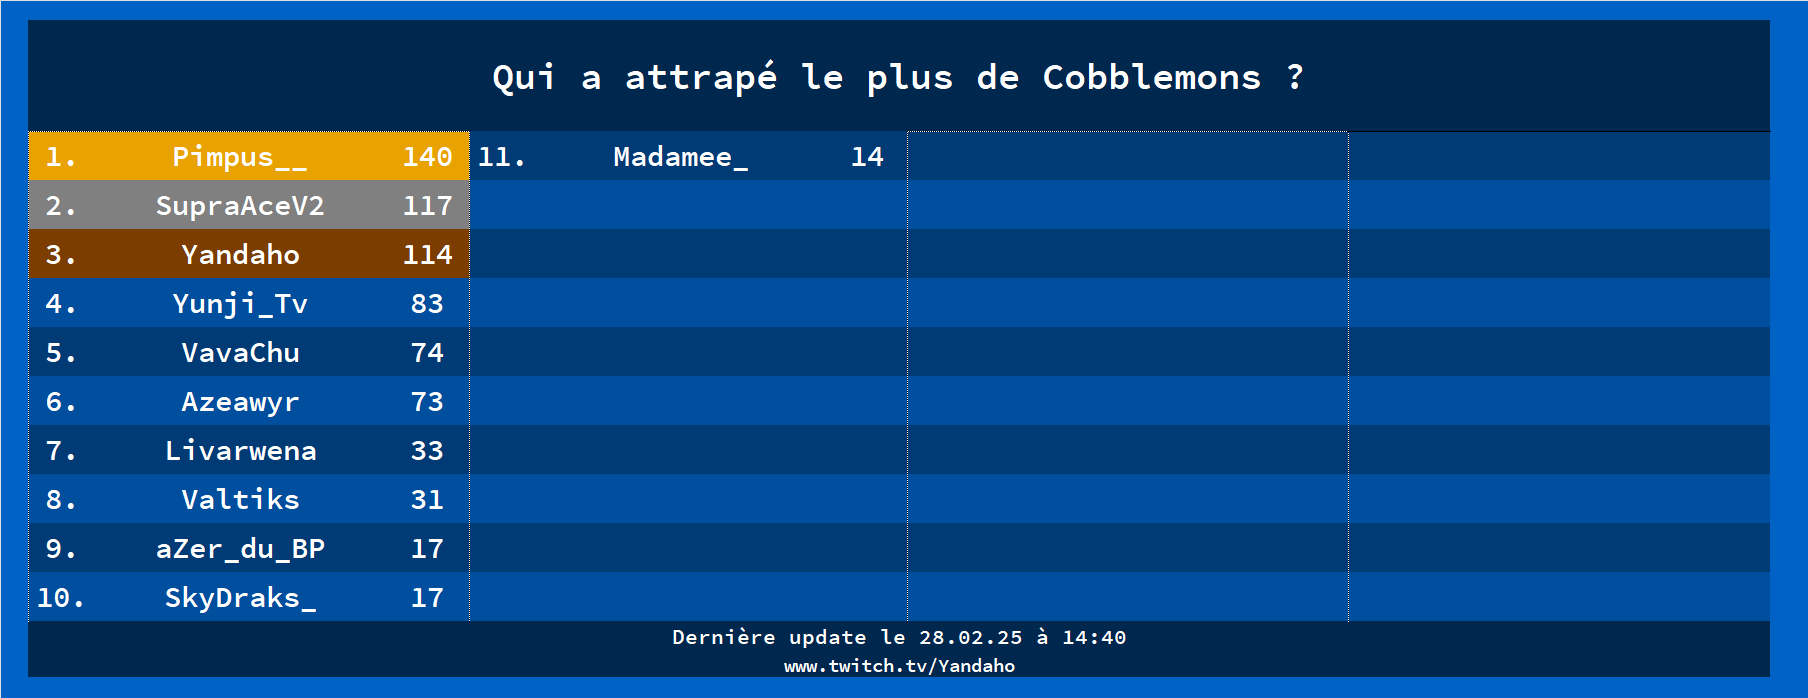 Qui a attrapé le plus de Cobblemons ?
1. Pimpus__ 140
2. SupraAceV2 117
3. Yandaho 114
4. Yunji_Tv 83
5. VavaChu 74
6. Azeawyr 73
7. Livarwena 33
8. Valtiks 31
9. aZer_du_BP 17
10. SkyDraks_ 17
11. Madamee_ 14
Dernière update le 28.02.25 à 14:40
www.twitch.tv/Yandaho